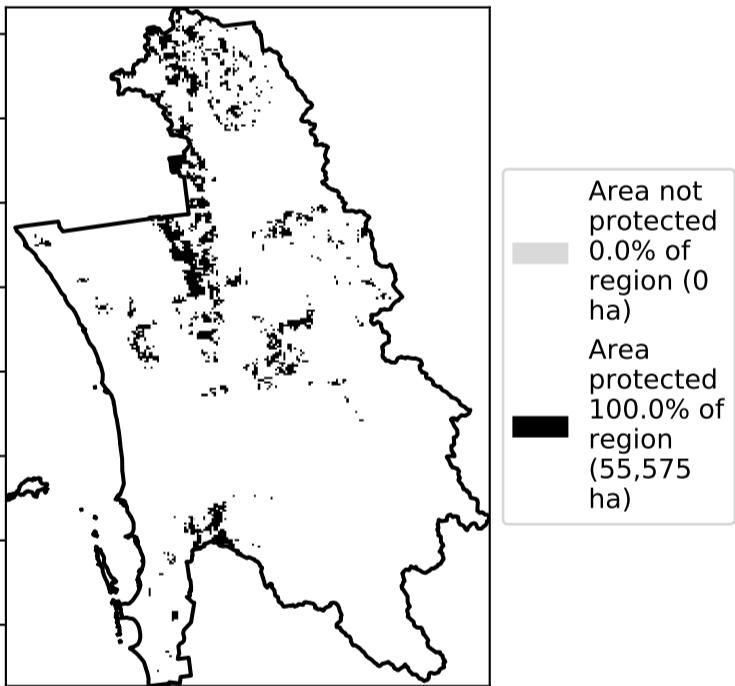 Area not
protected
0.0% of
region (0
ha)
Area
protected
100.0% of
region
(55,575
ha)